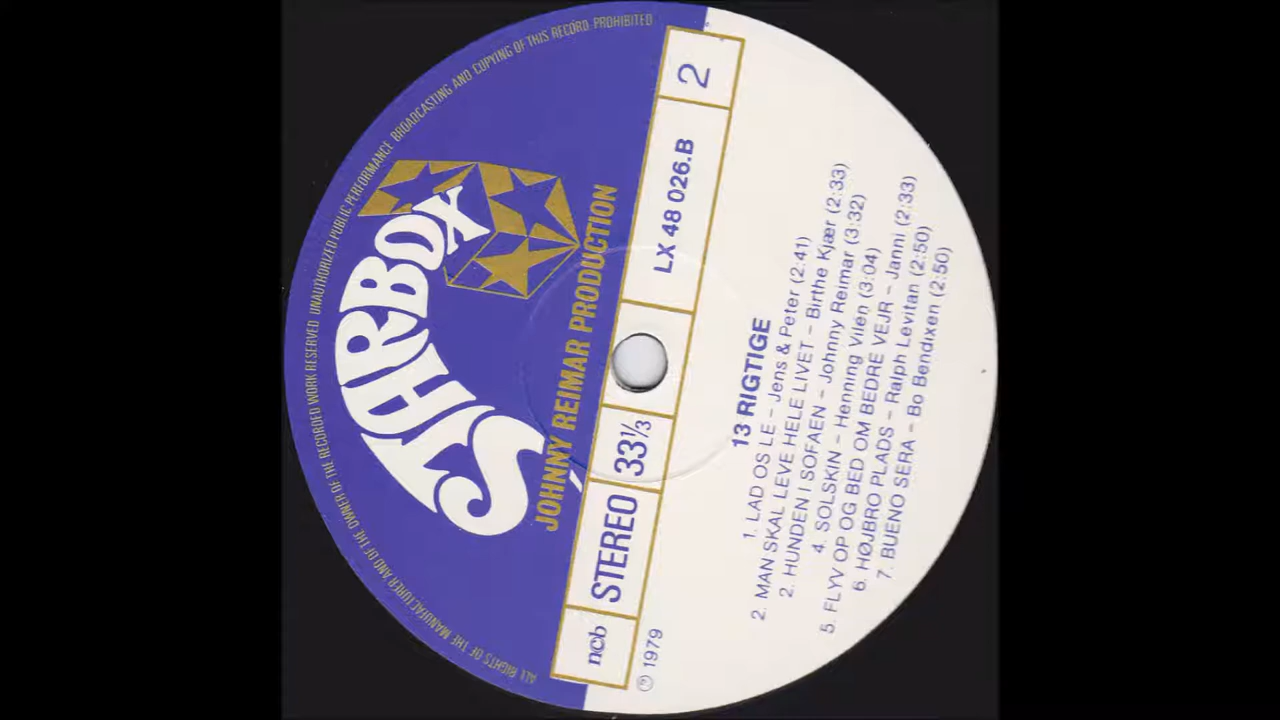 ALL RIGHTS OF THE MANUFACTURER AND OF THE OWNER OF THE RECORDED WORK RESERVED UNAUTHORIZED PUBLIC PERFORMANCE BROADCASTING AND COPYING OF THIS RECORD PROHIBITED
STARBOX
JOHNNY REIMAR PRODUCTION
ncb STEREO 33⅓ LX 48 026.B 2
℗ 1979
13 RIGTIGE
1. LAD OS LE – Jens & Peter (2:41)
2. MAN SKAL LEVE HELE LIVET – Birthe Kjær (2:33)
2. HUNDEN I SOFAEN – Johnny Reimar (3:32)
4. SOLSKIN – Henning Vilén (3:04)
5. FLYV OP OG BED OM BEDRE VEJR – Janni (2:33)
6. HØJBRO PLADS – Ralph Levitan (2:50)
7. BUENO SERA – Bo Bendixen (2:50)